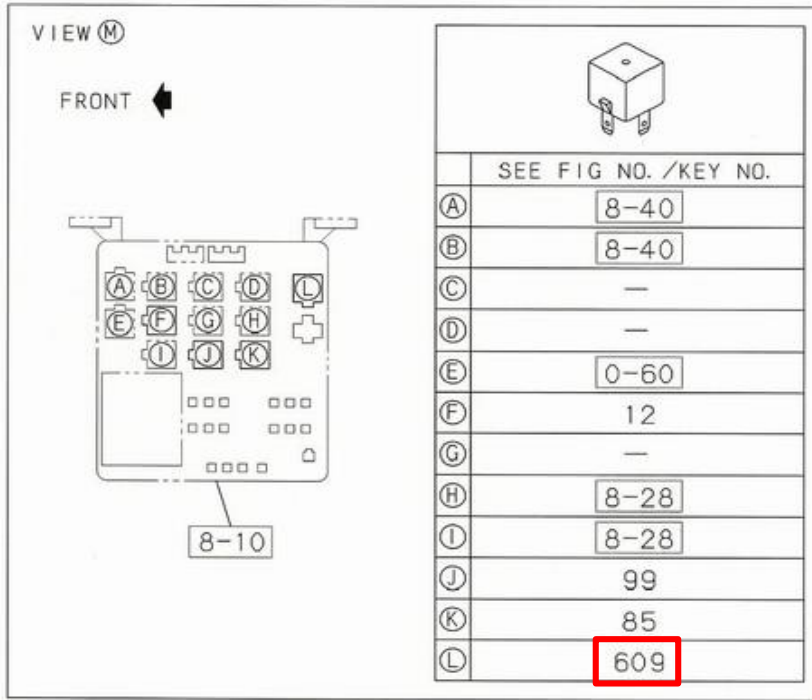 VIEW Ⓜ
FRONT
Ⓐ Ⓑ Ⓒ Ⓓ Ⓛ
Ⓔ Ⓕ Ⓖ Ⓗ
Ⓘ Ⓙ Ⓚ
8-10
SEE FIG NO. /KEY NO.
Ⓐ 8-40
Ⓑ 8-40
Ⓒ —
Ⓓ —
Ⓔ 0-60
Ⓕ 12
Ⓖ —
Ⓗ 8-28
Ⓘ 8-28
Ⓙ 99
Ⓚ 85
Ⓛ 609